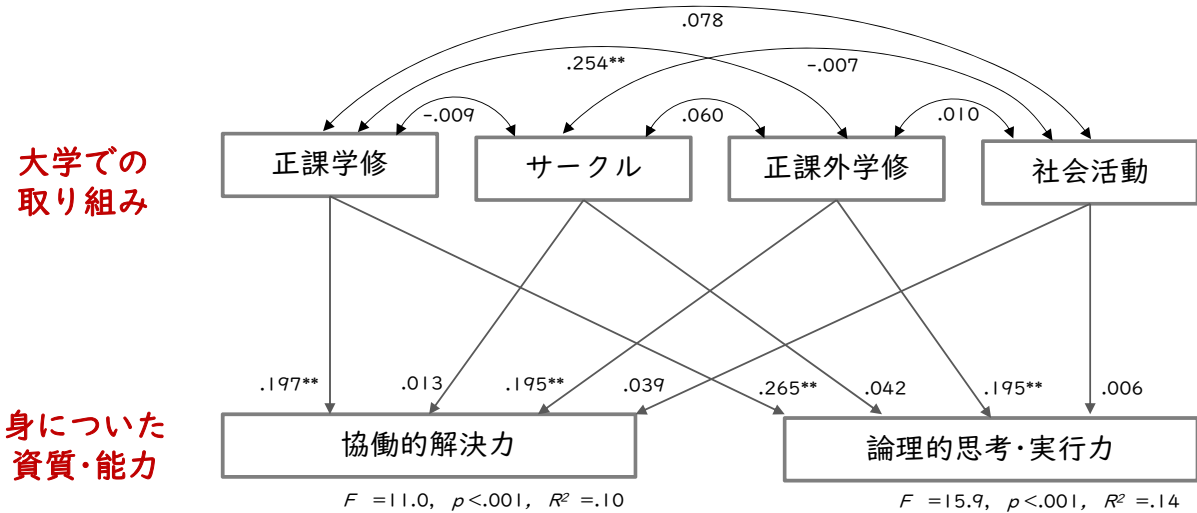 .078
.254**
-.007
-.009
.060
.010
大学での
取り組み
正課学修
サークル
正課外学修
社会活動
.197**
.013
.195**
.039
.265**
.042
.195**
.006
身についた
資質・能力
協働的解決力
論理的思考・実行力
F =11.0, p<.001, R² =.10
F =15.9, p<.001, R² =.14